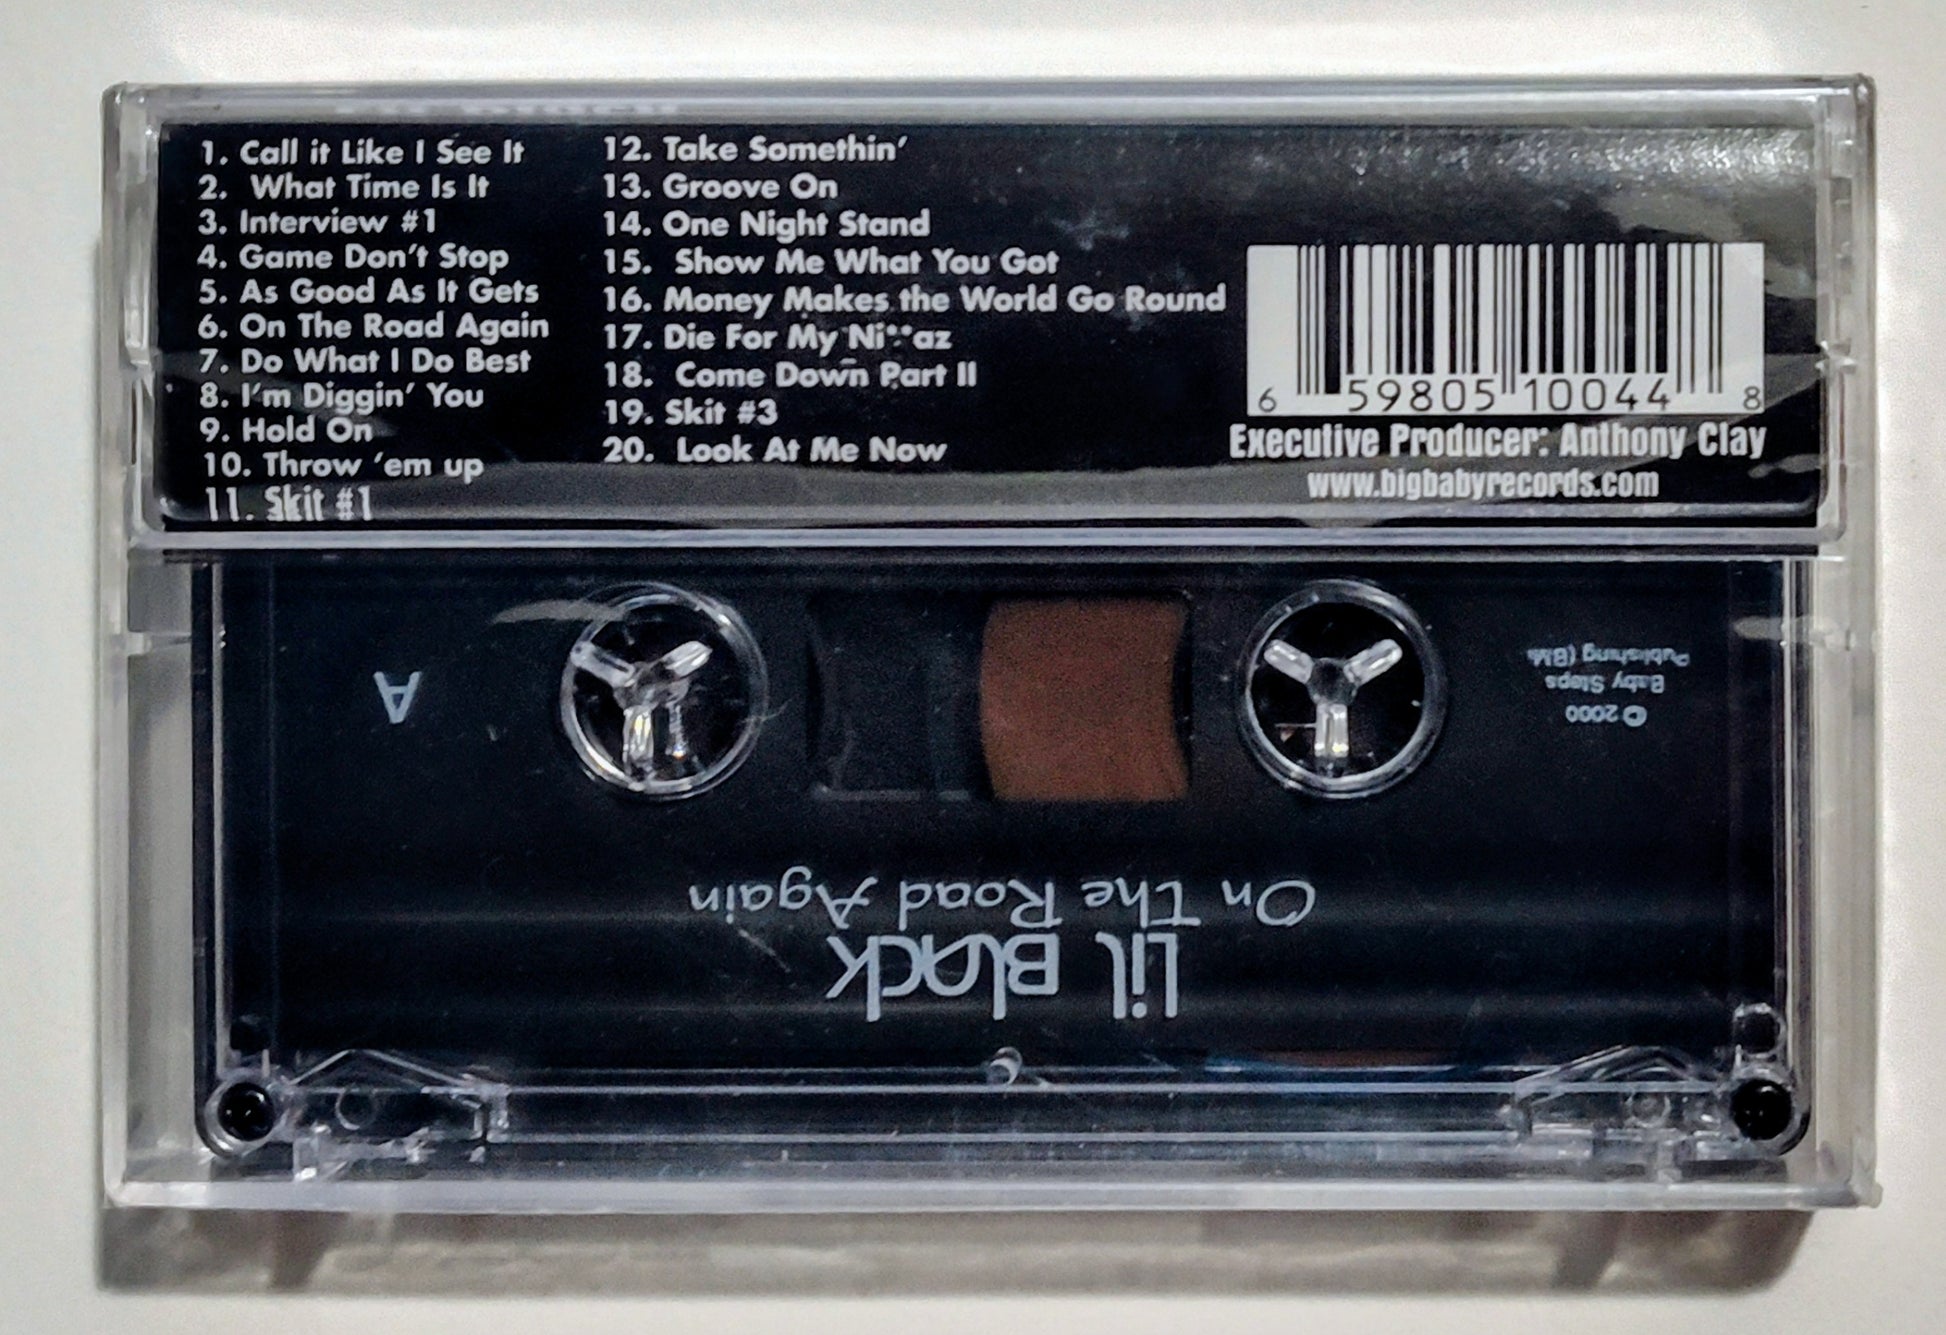 1. Call it Like I See It
2. What Time Is It
3. Interview #1
4. Game Don't Stop
5. As Good As It Gets
6. On The Road Again
7. Do What I Do Best
8. I'm Diggin' You
9. Hold On
10. Throw 'em up
11. Skit #1
12. Take Somethin'
13. Groove On
14. One Night Stand
15. Show Me What You Got
16. Money Makes the World Go Round
17. Die For My Ni**az
18. Come Down Part II
19. Skit #3
20. Look At Me Now
6 59805 10044 8
Executive Producer: Anthony Clay
www.bigbabyrecords.com
Lil Black
On The Road Again
A
© 2000
Baby Steps
Publishing (BM